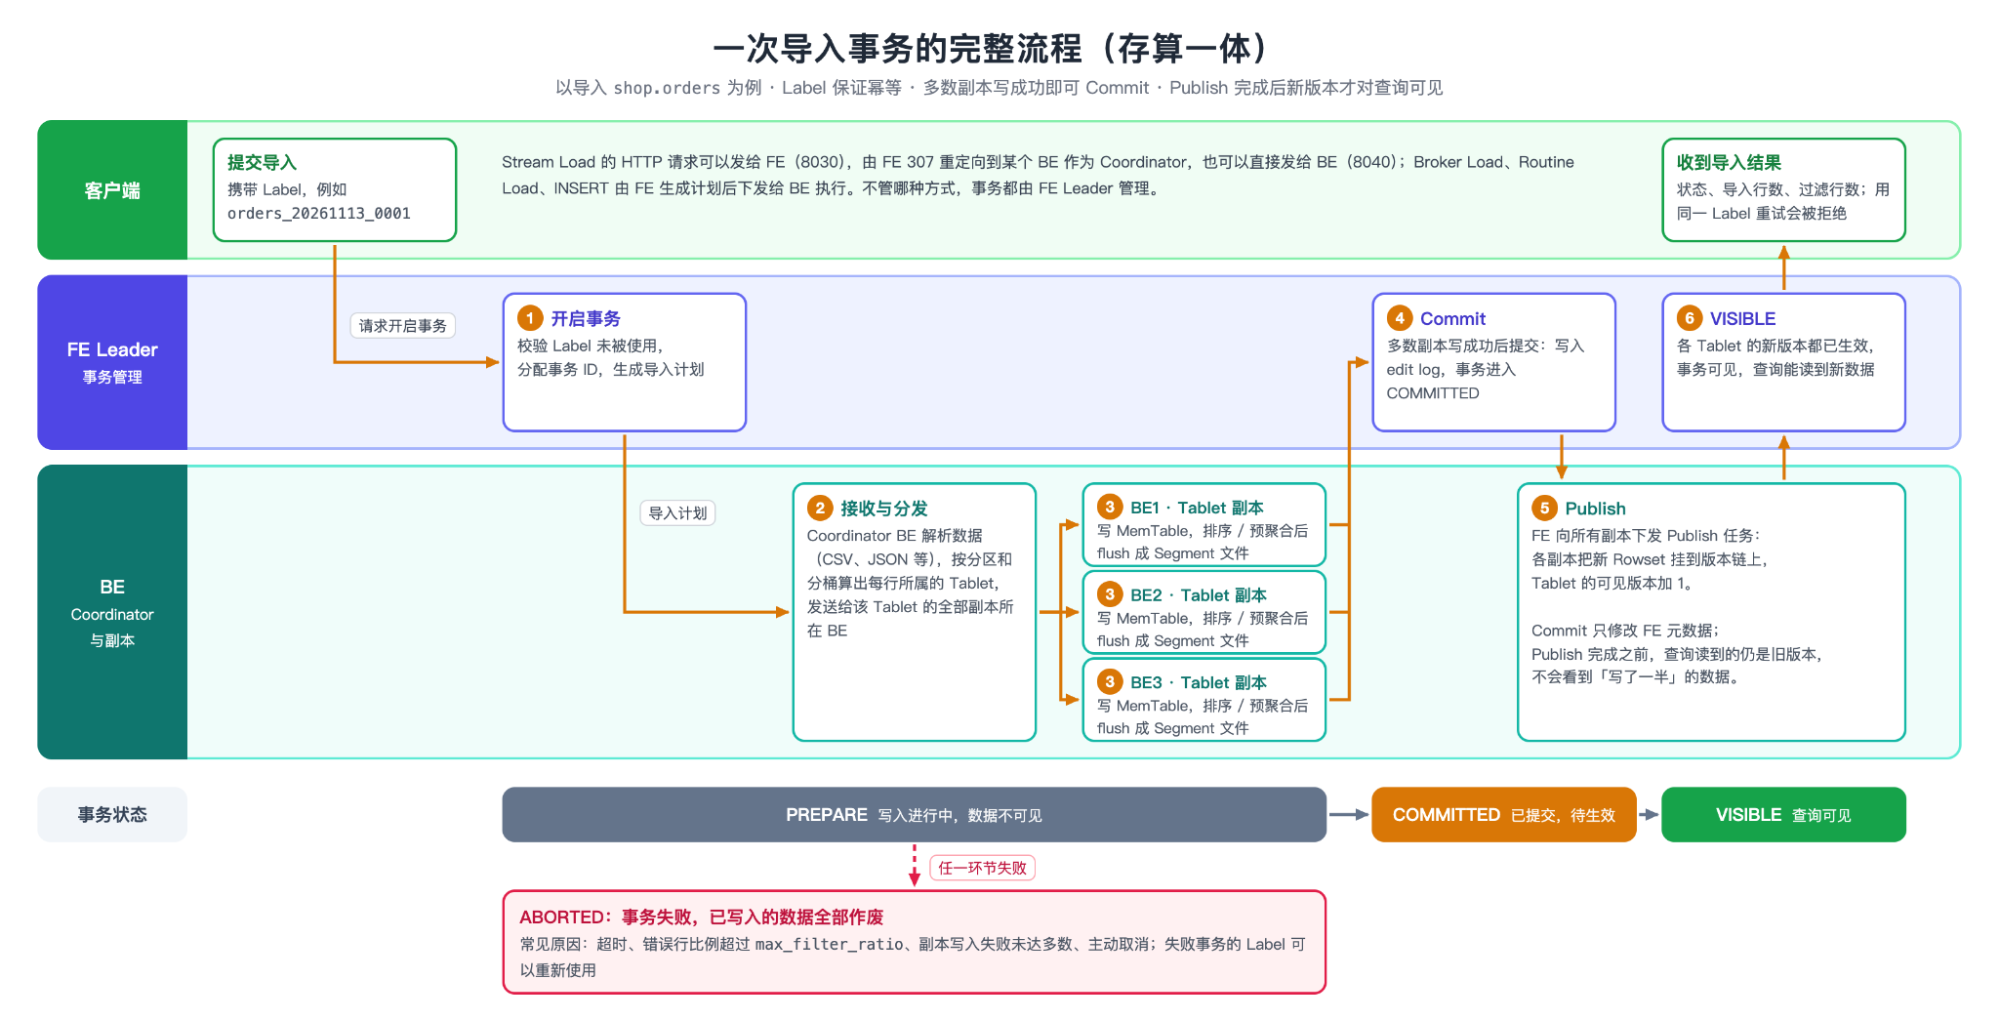 一次导入事务的完整流程（存算一体）
以导入 shop.orders 为例 · Label 保证幂等 · 多数副本写成功即可 Commit · Publish 完成后新版本才对查询可见
客户端
提交导入
携带 Label，例如
orders_20261113_0001
Stream Load 的 HTTP 请求可以发给 FE（8030），由 FE 307 重定向到某个 BE 作为 Coordinator，也可以直接发给 BE（8040）；Broker Load、Routine
Load、INSERT 由 FE 生成计划后下发给 BE 执行。不管哪种方式，事务都由 FE Leader 管理。
收到导入结果
状态、导入行数、过滤行数；用
同一 Label 重试会被拒绝
FE Leader
事务管理
请求开启事务
1 开启事务
校验 Label 未被使用，
分配事务 ID，生成导入计划
4 Commit
多数副本写成功后提交：写入
edit log，事务进入
COMMITTED
6 VISIBLE
各 Tablet 的新版本都已生效，
事务可见，查询能读到新数据
BE
Coordinator
与副本
导入计划
2 接收与分发
Coordinator BE 解析数据
（CSV、JSON 等），按分区和
分桶算出每行所属的 Tablet，
发送给该 Tablet 的全部副本所
在 BE
3 BE1 · Tablet 副本
写 MemTable，排序 / 预聚合后
flush 成 Segment 文件
3 BE2 · Tablet 副本
写 MemTable，排序 / 预聚合后
flush 成 Segment 文件
3 BE3 · Tablet 副本
写 MemTable，排序 / 预聚合后
flush 成 Segment 文件
5 Publish
FE 向所有副本下发 Publish 任务：
各副本把新 Rowset 挂到版本链上，
Tablet 的可见版本加 1。
Commit 只修改 FE 元数据；
Publish 完成之前，查询读到的仍是旧版本，
不会看到「写了一半」的数据。
事务状态
PREPARE 写入进行中，数据不可见
COMMITTED 已提交，待生效
VISIBLE 查询可见
任一环节失败
ABORTED：事务失败，已写入的数据全部作废
常见原因：超时、错误行比例超过 max_filter_ratio、副本写入失败未达多数、主动取消；失败事务的 Label 可
以重新使用